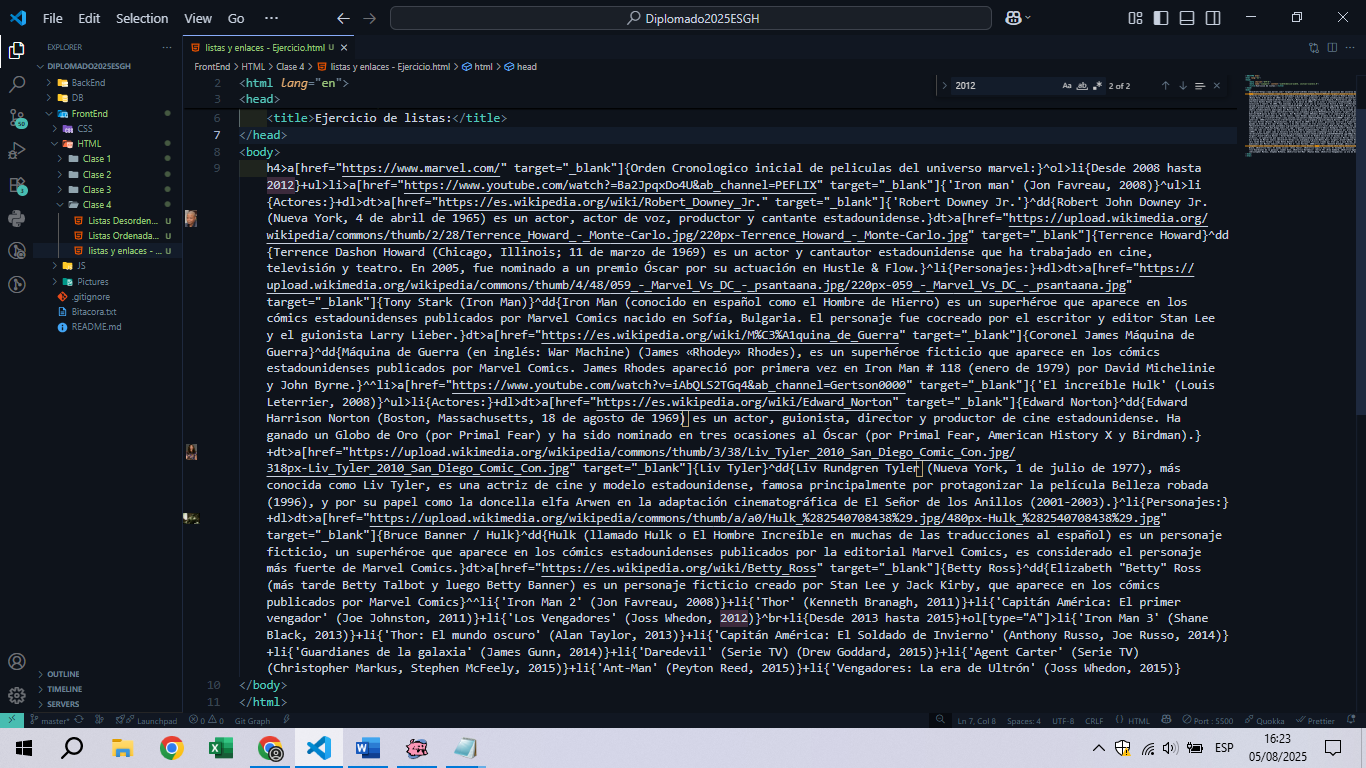 File Edit Selection View Go ··· Diplomado2025ESGH
EXPLORER ···
DIPLOMADO2025ESGH
BackEnd
DB
FrontEnd
CSS
HTML
Clase 1
Clase 2
Clase 3
Clase 4
Listas Desorden... U
Listas Ordenada... U
listas y enlaces - ... U
JS
Pictures
.gitignore
Bitacora.txt
README.md
OUTLINE
TIMELINE
SERVERS
50
1
listas y enlaces - Ejercicio.html U
FrontEnd > HTML > Clase 4 > listas y enlaces - Ejercicio.html > html > head
2012 Aa ab 2 of 2
2 <html lang="en">
3 <head>
6 <title>Ejercicio de listas:</title>
7 </head>
8 <body>
9 h4>a[href="https://www.marvel.com/" target="_blank"]{Orden Cronologico inicial de peliculas del universo marvel:}^ol>li{Desde 2008 hasta
2012}+ul>li>a[href="https://www.youtube.com/watch?=Ba2JpqxDo4U&ab_channel=PEFLIX" target="_blank"]{'Iron man' (Jon Favreau, 2008)}^ul>li
{Actores:}+dl>dt>a[href="https://es.wikipedia.org/wiki/Robert_Downey_Jr." target="_blank"]{'Robert Downey Jr.'}^dd{Robert John Downey Jr.
(Nueva York, 4 de abril de 1965) es un actor, actor de voz, productor y cantante estadounidense.}dt>a[href="https://upload.wikimedia.org/
wikipedia/commons/thumb/2/28/Terrence_Howard_-_Monte-Carlo.jpg/220px-Terrence_Howard_-_Monte-Carlo.jpg" target="_blank"]{Terrence Howard}^dd
{Terrence Dashon Howard (Chicago, Illinois; 11 de marzo de 1969) es un actor y cantautor estadounidense que ha trabajado en cine,
televisión y teatro. En 2005, fue nominado a un premio Óscar por su actuación en Hustle & Flow.}^li{Personajes:}+dl>dt>a[href="https://
upload.wikimedia.org/wikipedia/commons/thumb/4/48/059_-_Marvel_Vs_DC_-_psantaana.jpg/220px-059_-_Marvel_Vs_DC_-_psantaana.jpg"
target="_blank"]{Tony Stark (Iron Man)}^dd{Iron Man (conocido en español como el Hombre de Hierro) es un superhéroe que aparece en los
cómics estadounidenses publicados por Marvel Comics nacido en Sofía, Bulgaria. El personaje fue cocreado por el escritor y editor Stan Lee
y el guionista Larry Lieber.}dt>a[href="https://es.wikipedia.org/wiki/M%C3%A1quina_de_Guerra" target="_blank"]{Coronel James Máquina de
Guerra}^dd{Máquina de Guerra (en inglés: War Machine) (James «Rhodey» Rhodes), es un superhéroe ficticio que aparece en los cómics
estadounidenses publicados por Marvel Comics. James Rhodes apareció por primera vez en Iron Man # 118 (enero de 1979) por David Michelinie
y John Byrne.}^^li>a[href="https://www.youtube.com/watch?v=iAbQLS2TGq4&ab_channel=Gertson0000" target="_blank"]{'El increíble Hulk' (Louis
Leterrier, 2008)}^ul>li{Actores:}+dl>dt>a[href="https://es.wikipedia.org/wiki/Edward_Norton" target="_blank"]{Edward Norton}^dd{Edward
Harrison Norton (Boston, Massachusetts, 18 de agosto de 1969) es un actor, guionista, director y productor de cine estadounidense. Ha
ganado un Globo de Oro (por Primal Fear) y ha sido nominado en tres ocasiones al Óscar (por Primal Fear, American History X y Birdman).}
+dt>a[href="https://upload.wikimedia.org/wikipedia/commons/thumb/3/38/Liv_Tyler_2010_San_Diego_Comic_Con.jpg/
318px-Liv_Tyler_2010_San_Diego_Comic_Con.jpg" target="_blank"]{Liv Tyler}^dd{Liv Rundgren Tyler (Nueva York, 1 de julio de 1977), más
conocida como Liv Tyler, es una actriz de cine y modelo estadounidense, famosa principalmente por protagonizar la película Belleza robada
(1996), y por su papel como la doncella elfa Arwen en la adaptación cinematográfica de El Señor de los Anillos (2001-2003).}^li{Personajes:}
+dl>dt>a[href="https://upload.wikimedia.org/wikipedia/commons/thumb/a/a0/Hulk_%282540708438%29.jpg/480px-Hulk_%282540708438%29.jpg"
target="_blank"]{Bruce Banner / Hulk}^dd{Hulk (llamado Hulk o El Hombre Increíble en muchas de las traducciones al español) es un personaje
ficticio, un superhéroe que aparece en los cómics estadounidenses publicados por la editorial Marvel Comics, es considerado el personaje
más fuerte de Marvel Comics.}dt>a[href="https://es.wikipedia.org/wiki/Betty_Ross" target="_blank"]{Betty Ross}^dd{Elizabeth "Betty" Ross
(más tarde Betty Talbot y luego Betty Banner) es un personaje ficticio creado por Stan Lee y Jack Kirby, que aparece en los cómics
publicados por Marvel Comics}^^li{'Iron Man 2' (Jon Favreau, 2008)}+li{'Thor' (Kenneth Branagh, 2011)}+li{'Capitán América: El primer
vengador' (Joe Johnston, 2011)}+li{'Los Vengadores' (Joss Whedon, 2012)}^br+li{Desde 2013 hasta 2015}+ol[type="A"]>li{'Iron Man 3' (Shane
Black, 2013)}+li{'Thor: El mundo oscuro' (Alan Taylor, 2013)}+li{'Capitán América: El Soldado de Invierno' (Anthony Russo, Joe Russo, 2014)}
+li{'Guardianes de la galaxia' (James Gunn, 2014)}+li{'Daredevil' (Serie TV) (Drew Goddard, 2015)}+li{'Agent Carter' (Serie TV)
(Christopher Markus, Stephen McFeely, 2015)}+li{'Ant-Man' (Peyton Reed, 2015)}+li{'Vengadores: La era de Ultrón' (Joss Whedon, 2015)}
10 </body>
11 </html>
master* Launchpad 0 0 Git Graph Ln 7, Col 8 Spaces: 4 UTF-8 CRLF {} HTML Port : 5500 Quokka Prettier
ESP 16:23
05/08/2025